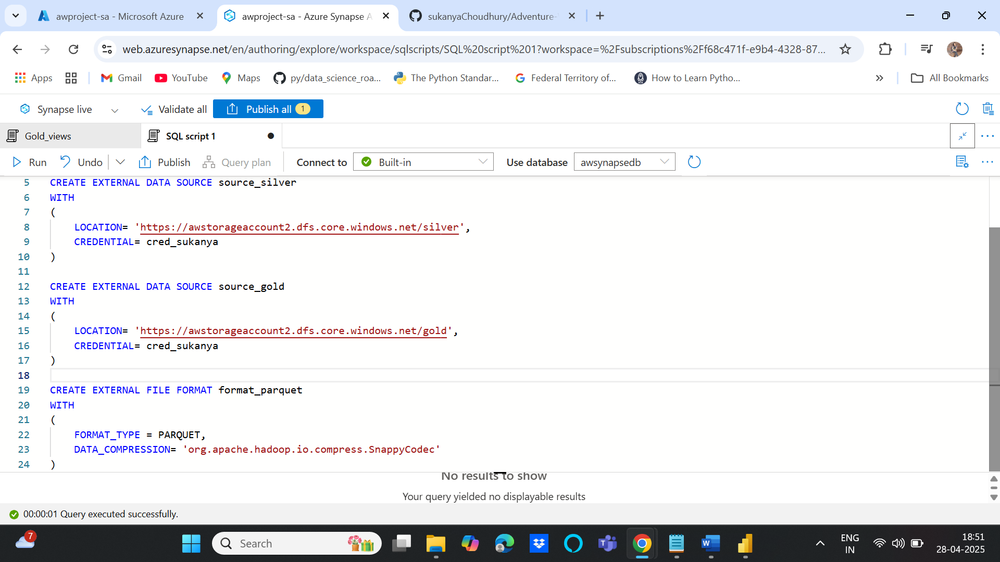 awproject-sa - Microsoft Azure
awproject-sa - Azure Synapse A
sukanyaChoudhury/Adventure-
web.azuresynapse.net/en/authoring/explore/workspace/sqlscripts/SQL%20script%201?workspace=%2Fsubscriptions%2Ff68c471f-e9b4-4328-87...
Apps
Gmail
YouTube
Maps
py/data_science_roa...
The Python Standar...
Federal Territory of...
How to Learn Pytho...
All Bookmarks
Synapse live
Validate all
Publish all 1
Gold_views
SQL script 1
Run
Undo
Publish
Query plan
Connect to
Built-in
Use database
awsynapsedb
5 CREATE EXTERNAL DATA SOURCE source_silver
6 WITH
7 (
8 LOCATION= 'https://awstorageaccount2.dfs.core.windows.net/silver',
9 CREDENTIAL= cred_sukanya
10 )
11
12 CREATE EXTERNAL DATA SOURCE source_gold
13 WITH
14 (
15 LOCATION= 'https://awstorageaccount2.dfs.core.windows.net/gold',
16 CREDENTIAL= cred_sukanya
17 )
18
19 CREATE EXTERNAL FILE FORMAT format_parquet
20 WITH
21 (
22 FORMAT_TYPE = PARQUET,
23 DATA_COMPRESSION= 'org.apache.hadoop.io.compress.SnappyCodec'
24 )
No results to show
Your query yielded no displayable results
00:00:01 Query executed successfully.
7
Search
ENG
IN
18:51
28-04-2025